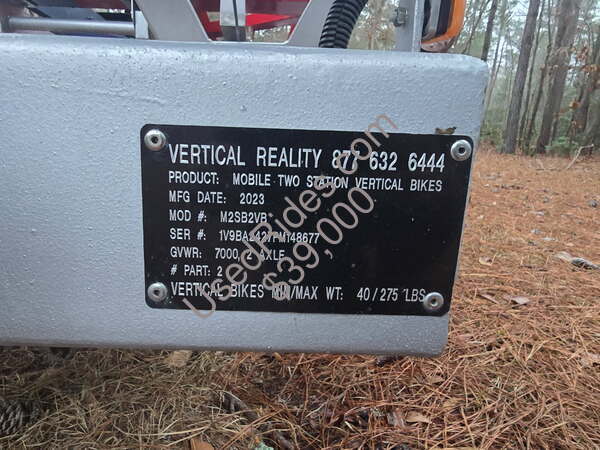 VERTICAL REALITY 877 632 6444
PRODUCT: MOBILE TWO STATION VERTICAL BIKES
MFG DATE: 2023
MOD #: M2SB2VB
SER #:
GVWR: 7000, 2 AXLE
# PART: 2
VERTICAL BIKES MIN/MAX WT: 40/275 LBS
UsedRides.com
$39,000